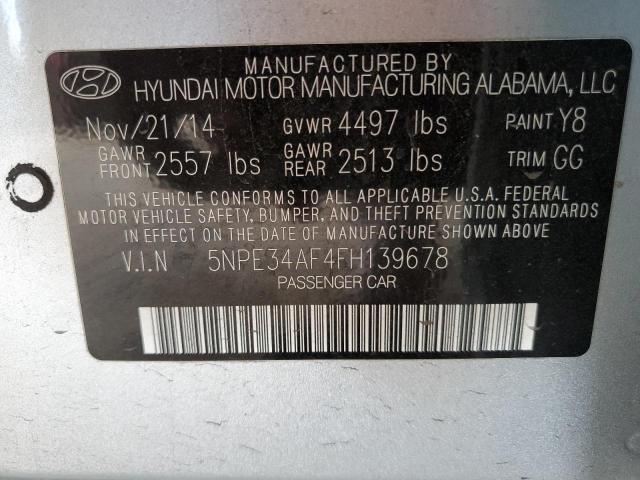 MANUFACTURED BY
HYUNDAI MOTOR MANUFACTURING ALABAMA, LLC
Nov/21/14 GVWR 4497 lbs PAINT Y8
GAWR FRONT 2557 lbs GAWR REAR 2513 lbs TRIM GG
THIS VEHICLE CONFORMS TO ALL APPLICABLE U.S.A. FEDERAL
MOTOR VEHICLE SAFETY, BUMPER, AND THEFT PREVENTION STANDARDS
IN EFFECT ON THE DATE OF MANUFACTURE SHOWN ABOVE
V.I.N 5NPE34AF4FH139678
PASSENGER CAR